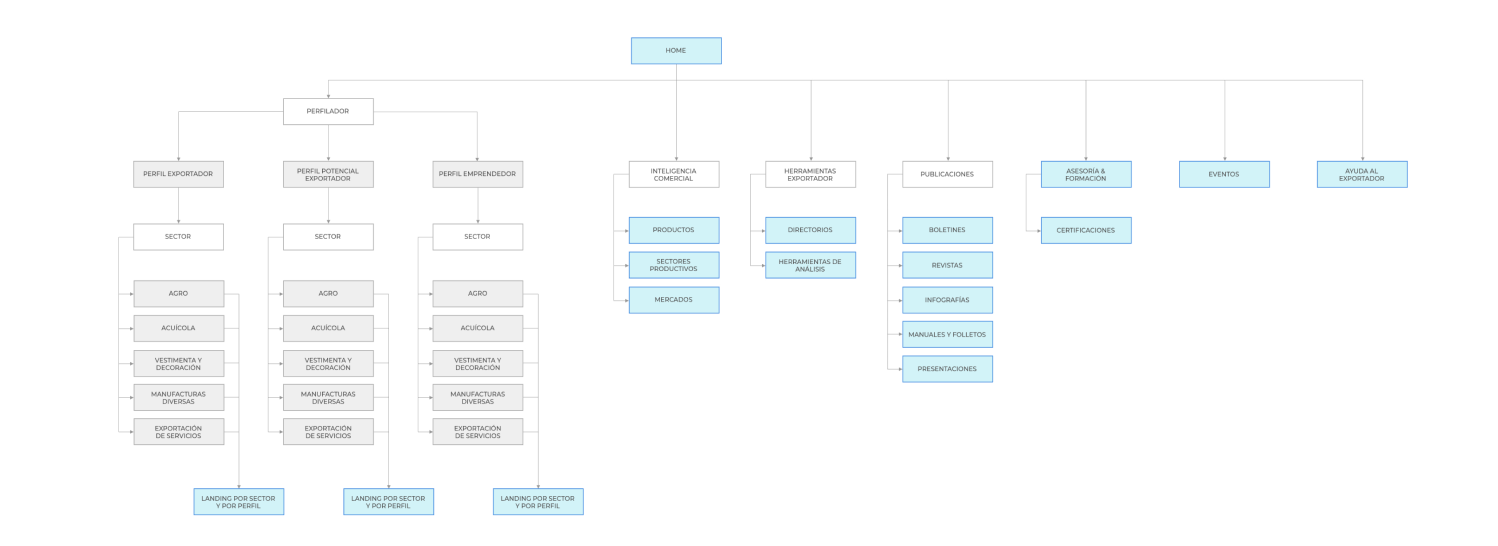 HOME
PERFILADOR
PERFIL EXPORTADOR
PERFIL POTENCIAL
EXPORTADOR
PERFIL EMPRENDEDOR
INTELIGENCIA
COMERCIAL
HERRAMIENTAS
EXPORTADOR
PUBLICACIONES
ASESORÍA &
FORMACIÓN
EVENTOS
AYUDA AL
EXPORTADOR
SECTOR
SECTOR
SECTOR
PRODUCTOS
DIRECTORIOS
BOLETINES
CERTIFICACIONES
SECTORES
PRODUCTIVOS
HERRAMIENTAS DE
ANÁLISIS
REVISTAS
AGRO
AGRO
AGRO
MERCADOS
INFOGRAFÍAS
ACUÍCOLA
ACUÍCOLA
ACUÍCOLA
MANUALES Y FOLLETOS
VESTIMENTA Y
DECORACIÓN
VESTIMENTA Y
DECORACIÓN
VESTIMENTA Y
DECORACIÓN
PRESENTACIONES
MANUFACTURAS
DIVERSAS
MANUFACTURAS
DIVERSAS
MANUFACTURAS
DIVERSAS
EXPORTACIÓN
DE SERVICIOS
EXPORTACIÓN
DE SERVICIOS
EXPORTACIÓN
DE SERVICIOS
LANDING POR SECTOR
Y POR PERFIL
LANDING POR SECTOR
Y POR PERFIL
LANDING POR SECTOR
Y POR PERFIL